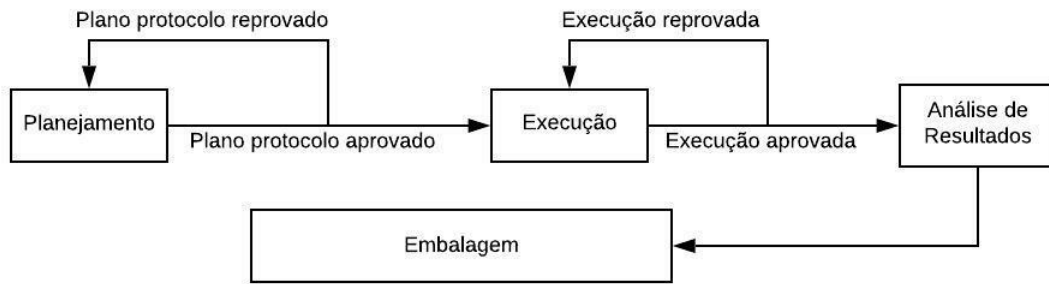 Plano protocolo reprovado
Execução reprovada
Planejamento
Plano protocolo aprovado
Execução
Execução aprovada
Análise de
Resultados
Embalagem